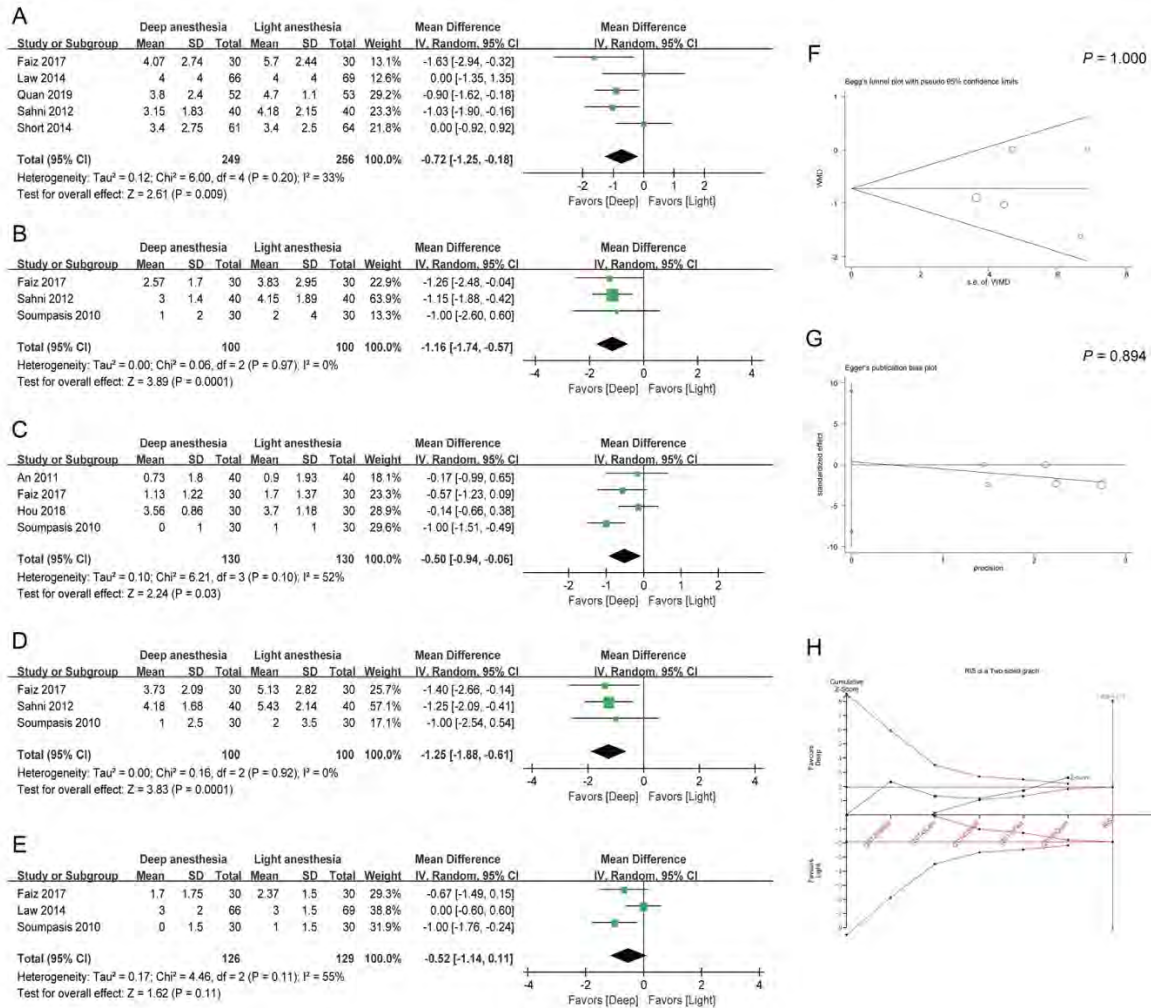 A
Deep anesthesia Light anesthesia Mean Difference Mean Difference
Study or Subgroup Mean SD Total Mean SD Total Weight IV, Random, 95% CI IV, Random, 95% CI
Faiz 2017 4.07 2.74 30 5.7 2.44 30 13.1% -1.63 [-2.94, -0.32]
Law 2014 4 4 66 4 4 69 12.6% 0.00 [-1.35, 1.35]
Quan 2019 3.8 2.4 52 4.7 1.1 53 29.2% -0.90 [-1.62, -0.18]
Sahni 2012 3.15 1.83 40 4.18 2.15 40 23.3% -1.03 [-1.90, -0.16]
Short 2014 3.4 2.75 61 3.4 2.5 64 21.8% 0.00 [-0.92, 0.92]
Total (95% CI) 249 256 100.0% -0.72 [-1.25, -0.18]
Heterogeneity: Tau² = 0.12; Chi² = 6.00, df = 4 (P = 0.20); I² = 33%
Test for overall effect: Z = 2.61 (P = 0.009)
-2 -1 0 1 2
Favors [Deep] Favors [Light]
B
Deep anesthesia Light anesthesia Mean Difference Mean Difference
Study or Subgroup Mean SD Total Mean SD Total Weight IV, Random, 95% CI IV, Random, 95% CI
Faiz 2017 2.57 1.7 30 3.83 2.95 30 22.9% -1.26 [-2.48, -0.04]
Sahni 2012 3 1.4 40 4.15 1.89 40 63.9% -1.15 [-1.88, -0.42]
Soumpasis 2010 1 2 30 2 4 30 13.3% -1.00 [-2.60, 0.60]
Total (95% CI) 100 100 100.0% -1.16 [-1.74, -0.57]
Heterogeneity: Tau² = 0.00; Chi² = 0.06, df = 2 (P = 0.97); I² = 0%
Test for overall effect: Z = 3.89 (P = 0.0001)
-4 -2 0 2 4
Favors [Deep] Favors [Light]
C
Deep anesthesia Light anesthesia Mean Difference Mean Difference
Study or Subgroup Mean SD Total Mean SD Total Weight IV, Random, 95% CI IV, Random, 95% CI
An 2011 0.73 1.8 40 0.9 1.93 40 18.1% -0.17 [-0.99, 0.65]
Faiz 2017 1.13 1.22 30 1.7 1.37 30 23.3% -0.57 [-1.23, 0.09]
Hou 2018 3.56 0.86 30 3.7 1.18 30 28.9% -0.14 [-0.66, 0.38]
Soumpasis 2010 0 1 30 1 1 30 29.6% -1.00 [-1.51, -0.49]
Total (95% CI) 130 130 100.0% -0.50 [-0.94, -0.06]
Heterogeneity: Tau² = 0.10; Chi² = 6.21, df = 3 (P = 0.10); I² = 52%
Test for overall effect: Z = 2.24 (P = 0.03)
-2 -1 0 1 2
Favors [Deep] Favors [Light]
D
Deep anesthesia Light anesthesia Mean Difference Mean Difference
Study or Subgroup Mean SD Total Mean SD Total Weight IV, Random, 95% CI IV, Random, 95% CI
Faiz 2017 3.73 2.09 30 5.13 2.82 30 25.7% -1.40 [-2.66, -0.14]
Sahni 2012 4.18 1.68 40 5.43 2.14 40 57.1% -1.25 [-2.09, -0.41]
Soumpasis 2010 1 2.5 30 2 3.5 30 17.1% -1.00 [-2.54, 0.54]
Total (95% CI) 100 100 100.0% -1.25 [-1.88, -0.61]
Heterogeneity: Tau² = 0.00; Chi² = 0.16, df = 2 (P = 0.92); I² = 0%
Test for overall effect: Z = 3.83 (P = 0.0001)
-4 -2 0 2 4
Favors [Deep] Favors [Light]
E
Deep anesthesia Light anesthesia Mean Difference Mean Difference
Study or Subgroup Mean SD Total Mean SD Total Weight IV, Random, 95% CI IV, Random, 95% CI
Faiz 2017 1.7 1.75 30 2.37 1.5 30 29.3% -0.67 [-1.49, 0.15]
Law 2014 3 2 66 3 1.5 69 38.8% 0.00 [-0.60, 0.60]
Soumpasis 2010 0 1.5 30 1 1.5 30 31.9% -1.00 [-1.76, -0.24]
Total (95% CI) 126 129 100.0% -0.52 [-1.14, 0.11]
Heterogeneity: Tau² = 0.17; Chi² = 4.46, df = 2 (P = 0.11); I² = 55%
Test for overall effect: Z = 1.62 (P = 0.11)
-2 -1 0 1 2
Favors [Deep] Favors [Light]
F
P = 1.000
Begg's funnel plot with pseudo 95% confidence limits
WMD
1
0
-1
-2
0 .2 .4 .6 .8
s.e. of: WMD
G
P = 0.894
Egger's publication bias plot
standardized effect
10
5
0
-5
-10
0 1 2 3
precision
H
RIS is a Two-sided graph
Cumulative
Z-Score
Favors
Deep
Z-curve
RIS
Favors
Light